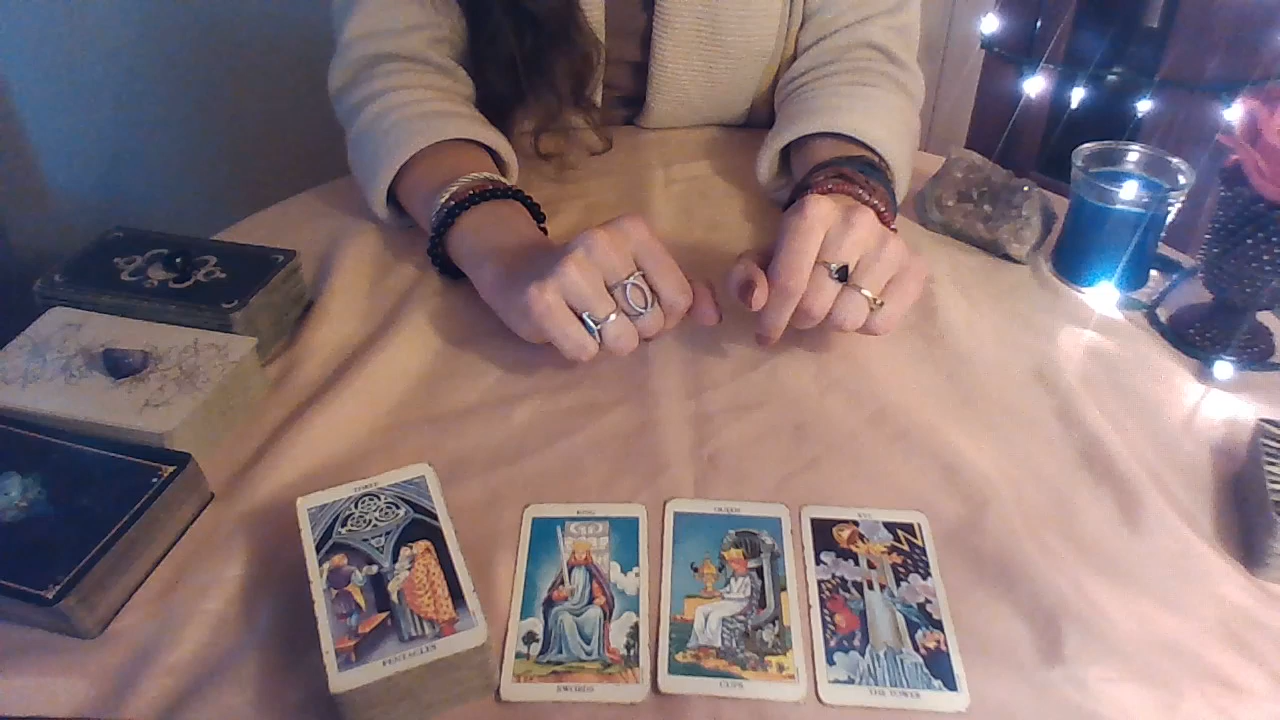 THREE
PENTACLES
KING
SWORDS
QUEEN
CUPS
XVI
THE TOWER